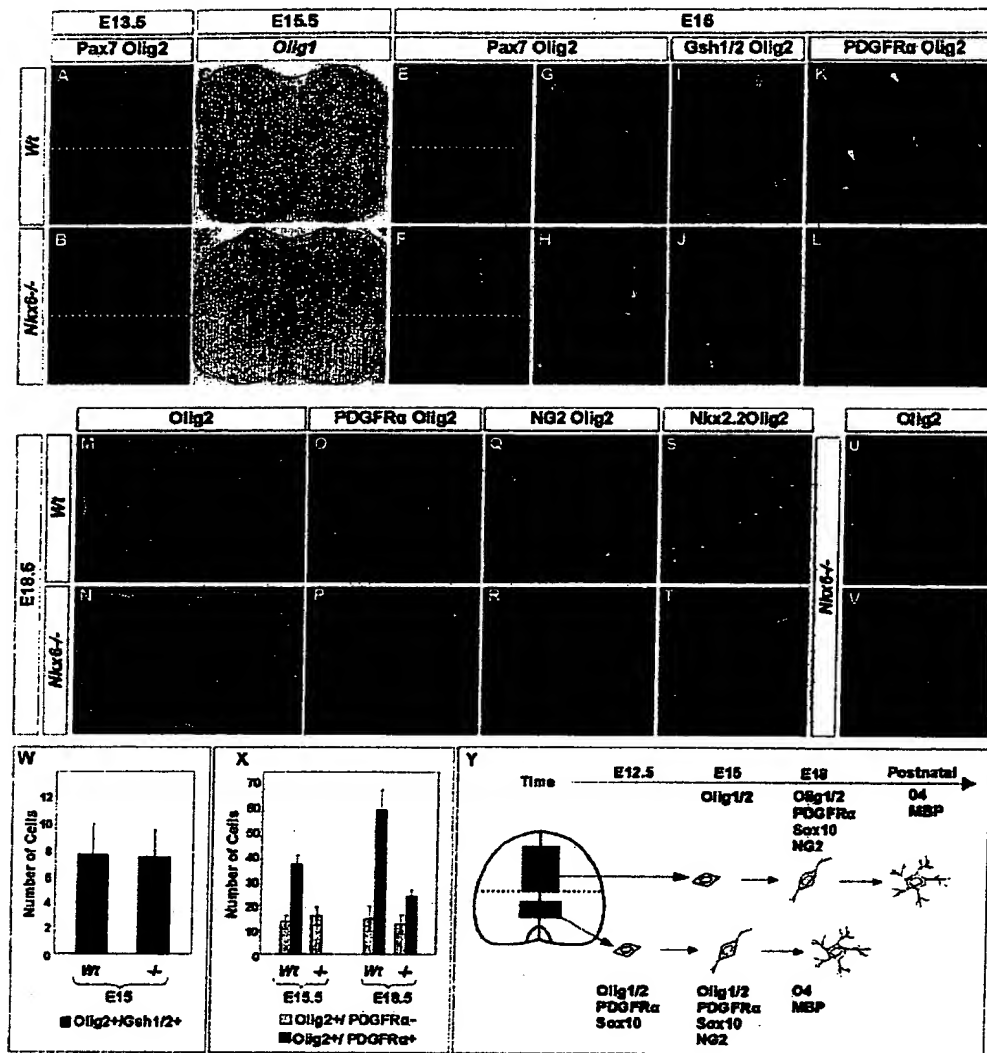 E13.5 E15.5 E16
Pax7 Olig2 Olig1 Pax7 Olig2 Gsh1/2 Olig2 PDGFRα Olig2
A C E G I K
Wt
B F H J L
Nkx6-/-
Olig2 PDGFRα Olig2 NG2 Olig2 Nkx2.2Olig2 Olig2
M O Q S U
E18.5 Wt Nkx6-/-
N P R T V
Nkx6-/-
W
Number of Cells
12
10
8
6
4
2
0
Wt -/-
E15
Olig2+/Gsh1/2+
X
Number of Cells
70
60
50
40
30
20
10
0
Wt -/- Wt -/-
E15.5 E18.5
Olig2+/ PDGFRα-
Olig2+/ PDGFRα+
Y
Time E12.5 E15 E18 Postnatal
Olig1/2 Olig1/2 O4
PDGFRα MBP
Sox10
NG2
Olig1/2 Olig1/2 O4
PDGFRα PDGFRα MBP
Sox10 Sox10
NG2